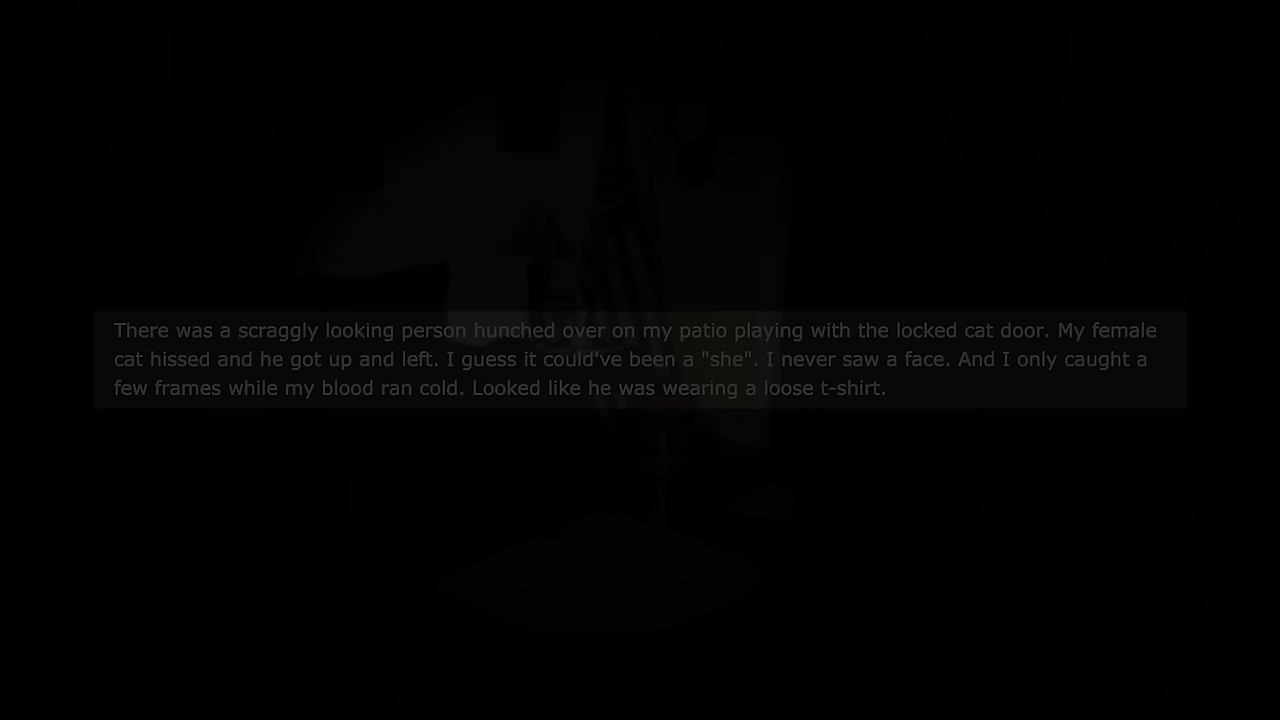 There was a scraggly looking person hunched over on my patio playing with the locked cat door. My female
cat hissed and he got up and left. I guess it could've been a "she". I never saw a face. And I only caught a
few frames while my blood ran cold. Looked like he was wearing a loose t-shirt.